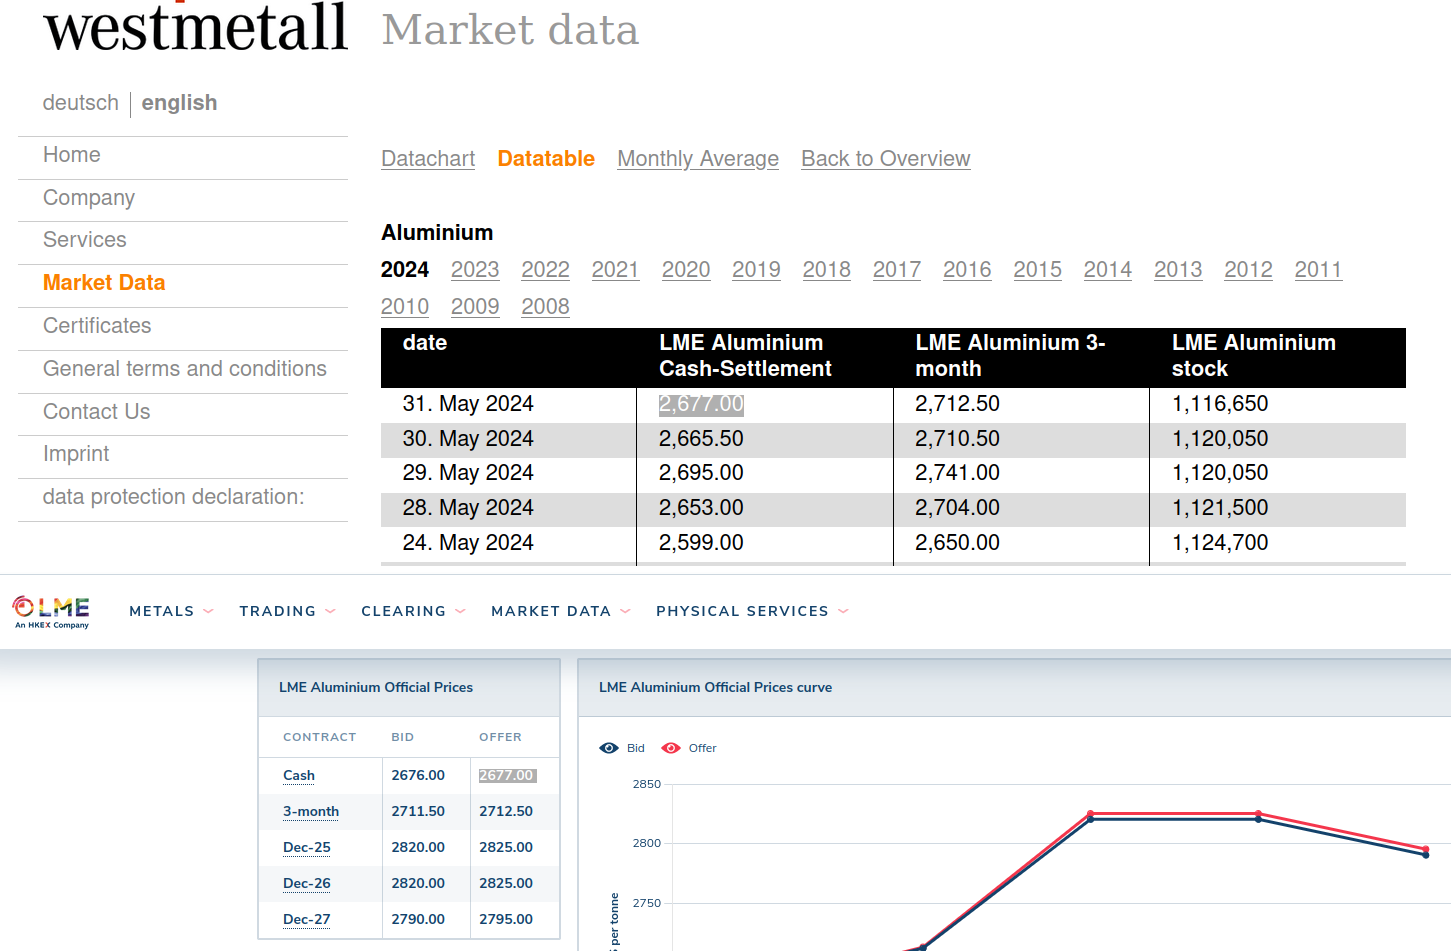 westmetall
Market data
deutsch | english
Home
Company
Services
Market Data
Certificates
General terms and conditions
Contact Us
Imprint
data protection declaration:
Datachart Datatable Monthly Average Back to Overview
Aluminium
2024 2023 2022 2021 2020 2019 2018 2017 2016 2015 2014 2013 2012 2011
2010 2009 2008
date LME Aluminium Cash-Settlement LME Aluminium 3-month LME Aluminium stock
31. May 2024 2,677.00 2,712.50 1,116,650
30. May 2024 2,665.50 2,710.50 1,120,050
29. May 2024 2,695.00 2,741.00 1,120,050
28. May 2024 2,653.00 2,704.00 1,121,500
24. May 2024 2,599.00 2,650.00 1,124,700
LME
An HKEX Company
METALS TRADING CLEARING MARKET DATA PHYSICAL SERVICES
LME Aluminium Official Prices
CONTRACT BID OFFER
Cash 2676.00 2677.00
3-month 2711.50 2712.50
Dec-25 2820.00 2825.00
Dec-26 2820.00 2825.00
Dec-27 2790.00 2795.00
LME Aluminium Official Prices curve
Bid Offer
2850
2800
2750
per tonne